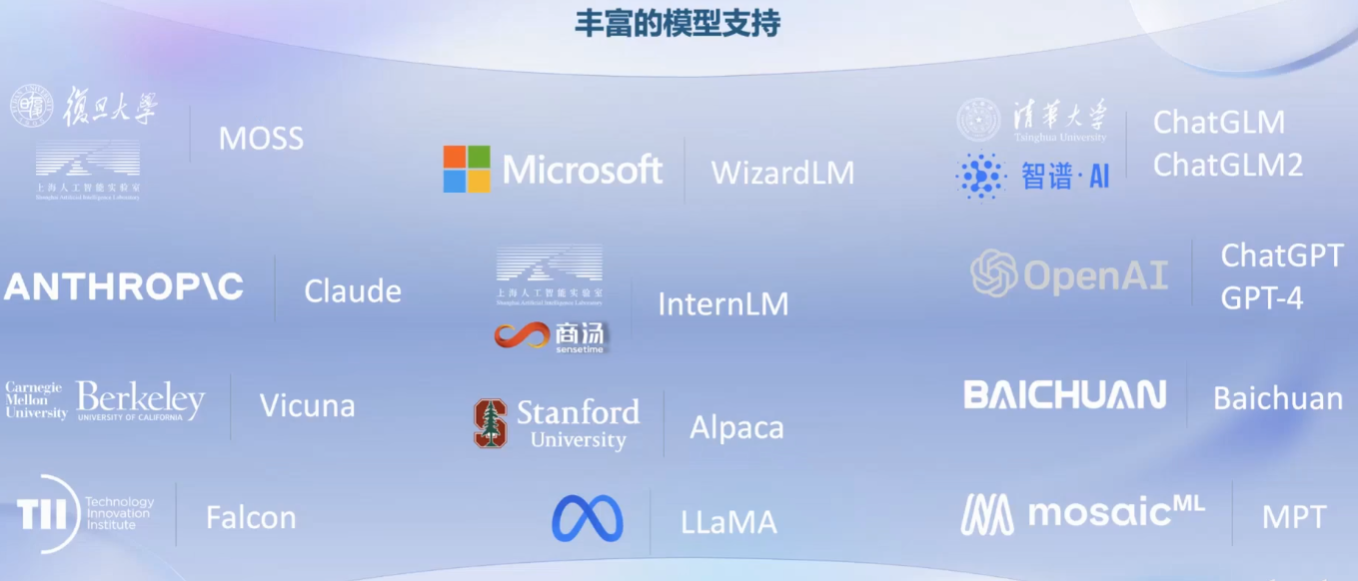 丰富的模型支持
復旦大學
上海人工智能实验室
Shanghai Artificial Intelligence Laboratory
MOSS
Microsoft
WizardLM
清华大学
Tsinghua University
智谱·AI
ChatGLM
ChatGLM2
ANTHROP\C
Claude
上海人工智能实验室
Shanghai Artificial Intelligence Laboratory
商汤
sensetime
InternLM
OpenAI
ChatGPT
GPT-4
Carnegie
Mellon
University
Berkeley
UNIVERSITY OF CALIFORNIA
Vicuna
Stanford
University
Alpaca
BAICHUAN
Baichuan
TII
Technology
Innovation
Institute
Falcon
LLaMA
mosaicML
MPT